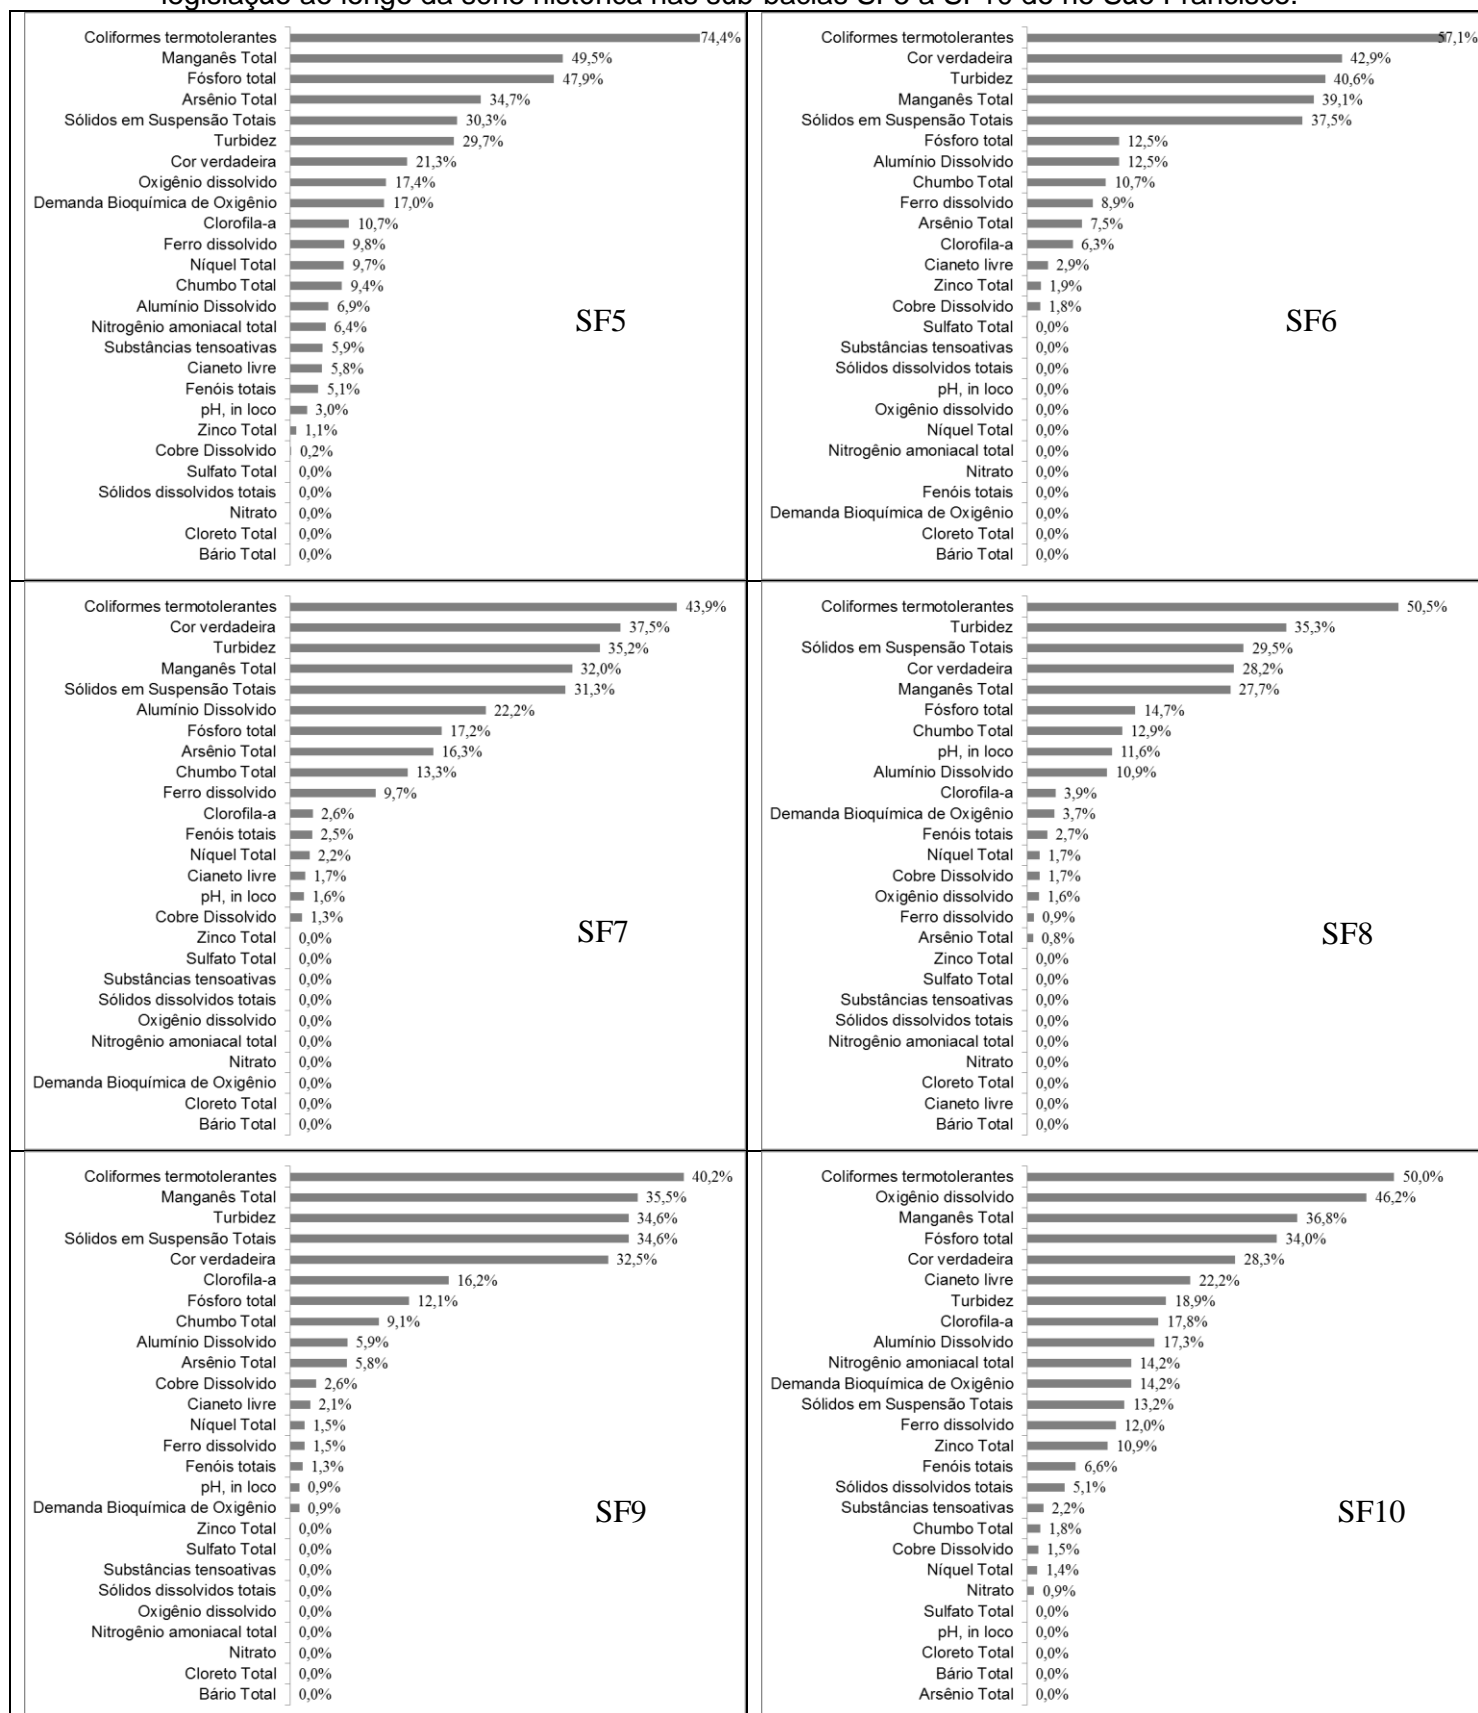 legislação ao longo da série histórica nas sub-bacias SF5 a SF10 do rio São Francisco.
Coliformes termotolerantes 74,4%
Manganês Total 49,5%
Fósforo total 47,9%
Arsênio Total 34,7%
Sólidos em Suspensão Totais 30,3%
Turbidez 29,7%
Cor verdadeira 21,3%
Oxigênio dissolvido 17,4%
Demanda Bioquímica de Oxigênio 17,0%
Clorofila-a 10,7%
Ferro dissolvido 9,8%
Níquel Total 9,7%
Chumbo Total 9,4%
Alumínio Dissolvido 6,9%
Nitrogênio amoniacal total 6,4%
Substâncias tensoativas 5,9%
Cianeto livre 5,8%
Fenóis totais 5,1%
pH, in loco 3,0%
Zinco Total 1,1%
Cobre Dissolvido 0,2%
Sulfato Total 0,0%
Sólidos dissolvidos totais 0,0%
Nitrato 0,0%
Cloreto Total 0,0%
Bário Total 0,0%
SF5
Coliformes termotolerantes 57,1%
Cor verdadeira 42,9%
Turbidez 40,6%
Manganês Total 39,1%
Sólidos em Suspensão Totais 37,5%
Fósforo total 12,5%
Alumínio Dissolvido 12,5%
Chumbo Total 10,7%
Ferro dissolvido 8,9%
Arsênio Total 7,5%
Clorofila-a 6,3%
Cianeto livre 2,9%
Zinco Total 1,9%
Cobre Dissolvido 1,8%
Sulfato Total 0,0%
Substâncias tensoativas 0,0%
Sólidos dissolvidos totais 0,0%
pH, in loco 0,0%
Oxigênio dissolvido 0,0%
Níquel Total 0,0%
Nitrogênio amoniacal total 0,0%
Nitrato 0,0%
Fenóis totais 0,0%
Demanda Bioquímica de Oxigênio 0,0%
Cloreto Total 0,0%
Bário Total 0,0%
SF6
Coliformes termotolerantes 43,9%
Cor verdadeira 37,5%
Turbidez 35,2%
Manganês Total 32,0%
Sólidos em Suspensão Totais 31,3%
Alumínio Dissolvido 22,2%
Fósforo total 17,2%
Arsênio Total 16,3%
Chumbo Total 13,3%
Ferro dissolvido 9,7%
Clorofila-a 2,6%
Fenóis totais 2,5%
Níquel Total 2,2%
Cianeto livre 1,7%
pH, in loco 1,6%
Cobre Dissolvido 1,3%
Zinco Total 0,0%
Sulfato Total 0,0%
Substâncias tensoativas 0,0%
Sólidos dissolvidos totais 0,0%
Oxigênio dissolvido 0,0%
Nitrogênio amoniacal total 0,0%
Nitrato 0,0%
Demanda Bioquímica de Oxigênio 0,0%
Cloreto Total 0,0%
Bário Total 0,0%
SF7
Coliformes termotolerantes 50,5%
Turbidez 35,3%
Sólidos em Suspensão Totais 29,5%
Cor verdadeira 28,2%
Manganês Total 27,7%
Fósforo total 14,7%
Chumbo Total 12,9%
pH, in loco 11,6%
Alumínio Dissolvido 10,9%
Clorofila-a 3,9%
Demanda Bioquímica de Oxigênio 3,7%
Fenóis totais 2,7%
Níquel Total 1,7%
Cobre Dissolvido 1,7%
Oxigênio dissolvido 1,6%
Ferro dissolvido 0,9%
Arsênio Total 0,8%
Zinco Total 0,0%
Sulfato Total 0,0%
Substâncias tensoativas 0,0%
Sólidos dissolvidos totais 0,0%
Nitrogênio amoniacal total 0,0%
Nitrato 0,0%
Cloreto Total 0,0%
Cianeto livre 0,0%
Bário Total 0,0%
SF8
Coliformes termotolerantes 40,2%
Manganês Total 35,5%
Turbidez 34,6%
Sólidos em Suspensão Totais 34,6%
Cor verdadeira 32,5%
Clorofila-a 16,2%
Fósforo total 12,1%
Chumbo Total 9,1%
Alumínio Dissolvido 5,9%
Arsênio Total 5,8%
Cobre Dissolvido 2,6%
Cianeto livre 2,1%
Níquel Total 1,5%
Ferro dissolvido 1,5%
Fenóis totais 1,3%
pH, in loco 0,9%
Demanda Bioquímica de Oxigênio 0,9%
Zinco Total 0,0%
Sulfato Total 0,0%
Substâncias tensoativas 0,0%
Sólidos dissolvidos totais 0,0%
Oxigênio dissolvido 0,0%
Nitrogênio amoniacal total 0,0%
Nitrato 0,0%
Cloreto Total 0,0%
Bário Total 0,0%
SF9
Coliformes termotolerantes 50,0%
Oxigênio dissolvido 46,2%
Manganês Total 36,8%
Fósforo total 34,0%
Cor verdadeira 28,3%
Cianeto livre 22,2%
Turbidez 18,9%
Clorofila-a 17,8%
Alumínio Dissolvido 17,3%
Nitrogênio amoniacal total 14,2%
Demanda Bioquímica de Oxigênio 14,2%
Sólidos em Suspensão Totais 13,2%
Ferro dissolvido 12,0%
Zinco Total 10,9%
Fenóis totais 6,6%
Sólidos dissolvidos totais 5,1%
Substâncias tensoativas 2,2%
Chumbo Total 1,8%
Cobre Dissolvido 1,5%
Níquel Total 1,4%
Nitrato 0,9%
Sulfato Total 0,0%
pH, in loco 0,0%
Cloreto Total 0,0%
Bário Total 0,0%
Arsênio Total 0,0%
SF10